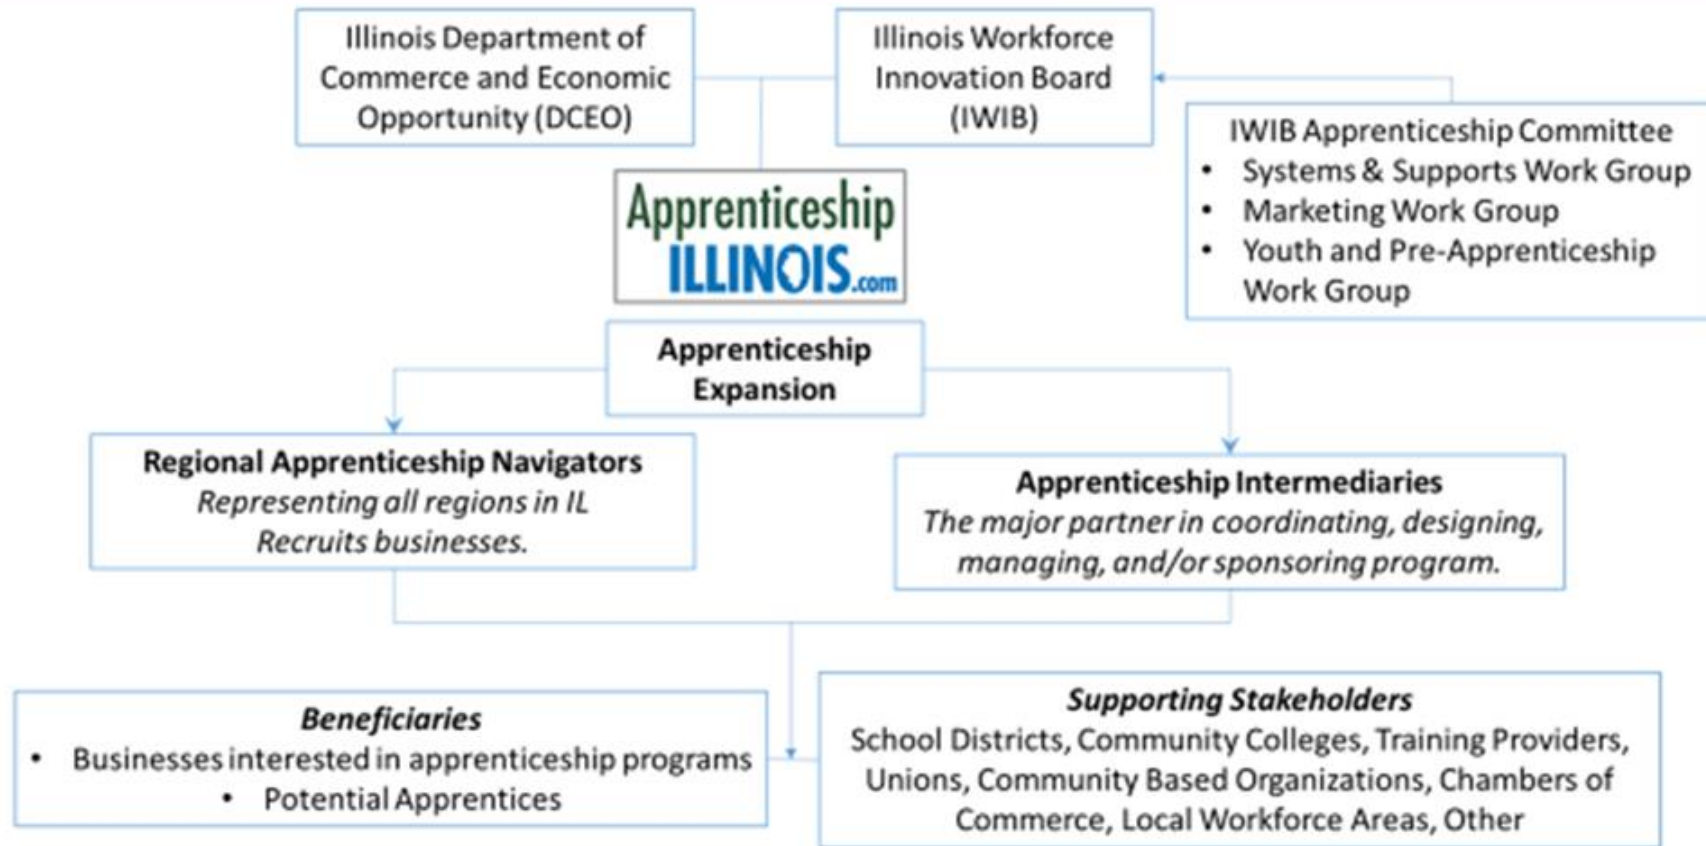 Illinois Department of
Commerce and Economic
Opportunity (DCEO)
Illinois Workforce
Innovation Board
(IWIB)
IWIB Apprenticeship Committee
• Systems & Supports Work Group
• Marketing Work Group
• Youth and Pre-Apprenticeship
Work Group
Apprenticeship
ILLINOIS.com
Apprenticeship
Expansion
Regional Apprenticeship Navigators
Representing all regions in IL
Recruits businesses.
Apprenticeship Intermediaries
The major partner in coordinating, designing,
managing, and/or sponsoring program.
Beneficiaries
• Businesses interested in apprenticeship programs
• Potential Apprentices
Supporting Stakeholders
School Districts, Community Colleges, Training Providers,
Unions, Community Based Organizations, Chambers of
Commerce, Local Workforce Areas, Other